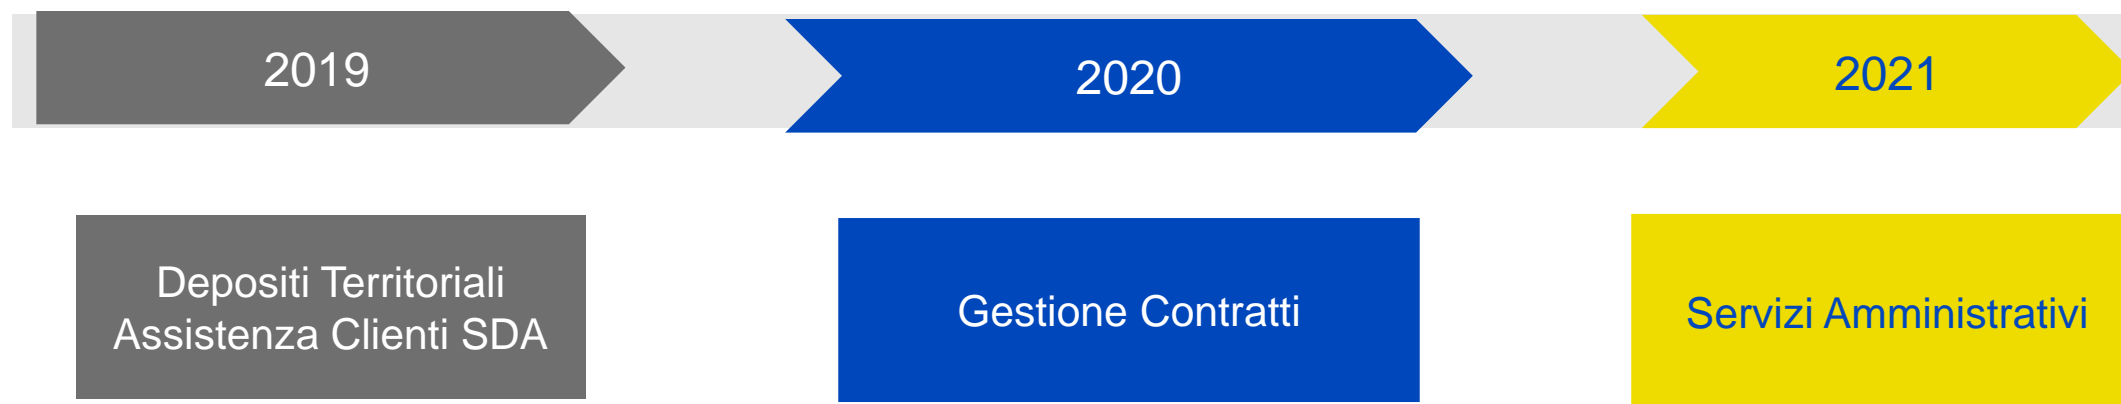 2019
2020
2021
Depositi Territoriali
Assistenza Clienti SDA
Gestione Contratti
Servizi Amministrativi